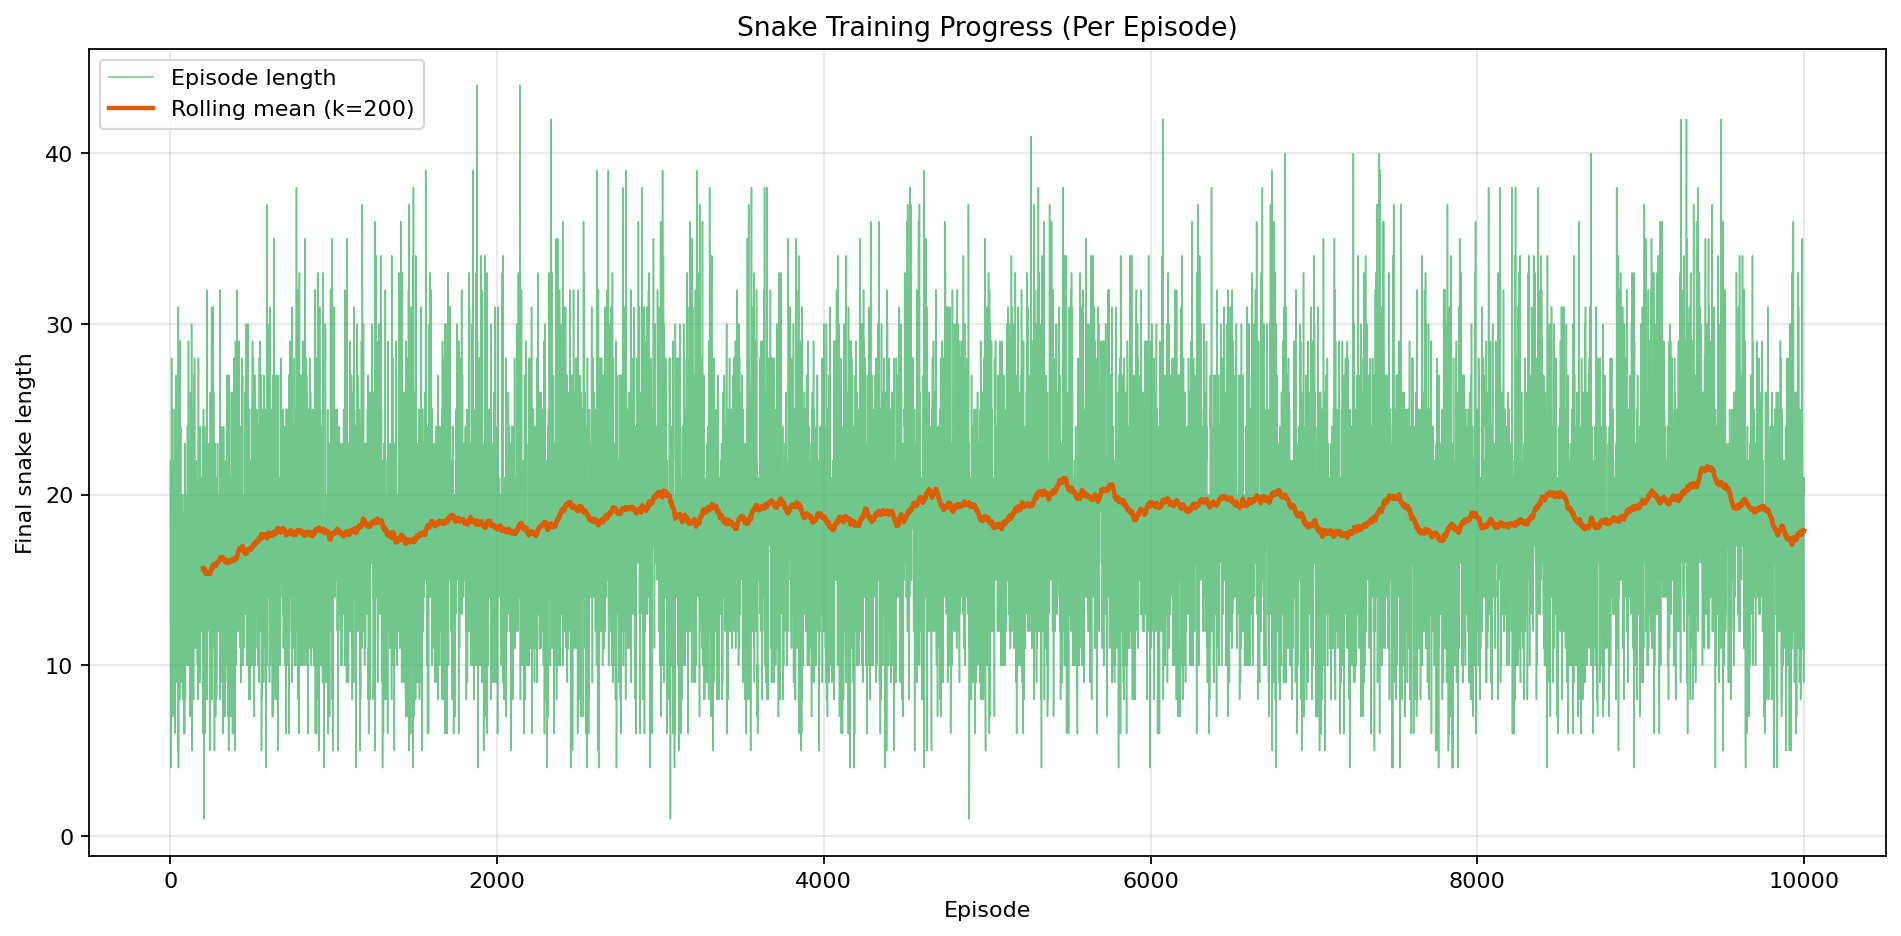 Snake Training Progress (Per Episode)
Episode length
Rolling mean (k=200)
Final snake length
40
30
20
10
0
0 2000 4000 6000 8000 10000
Episode